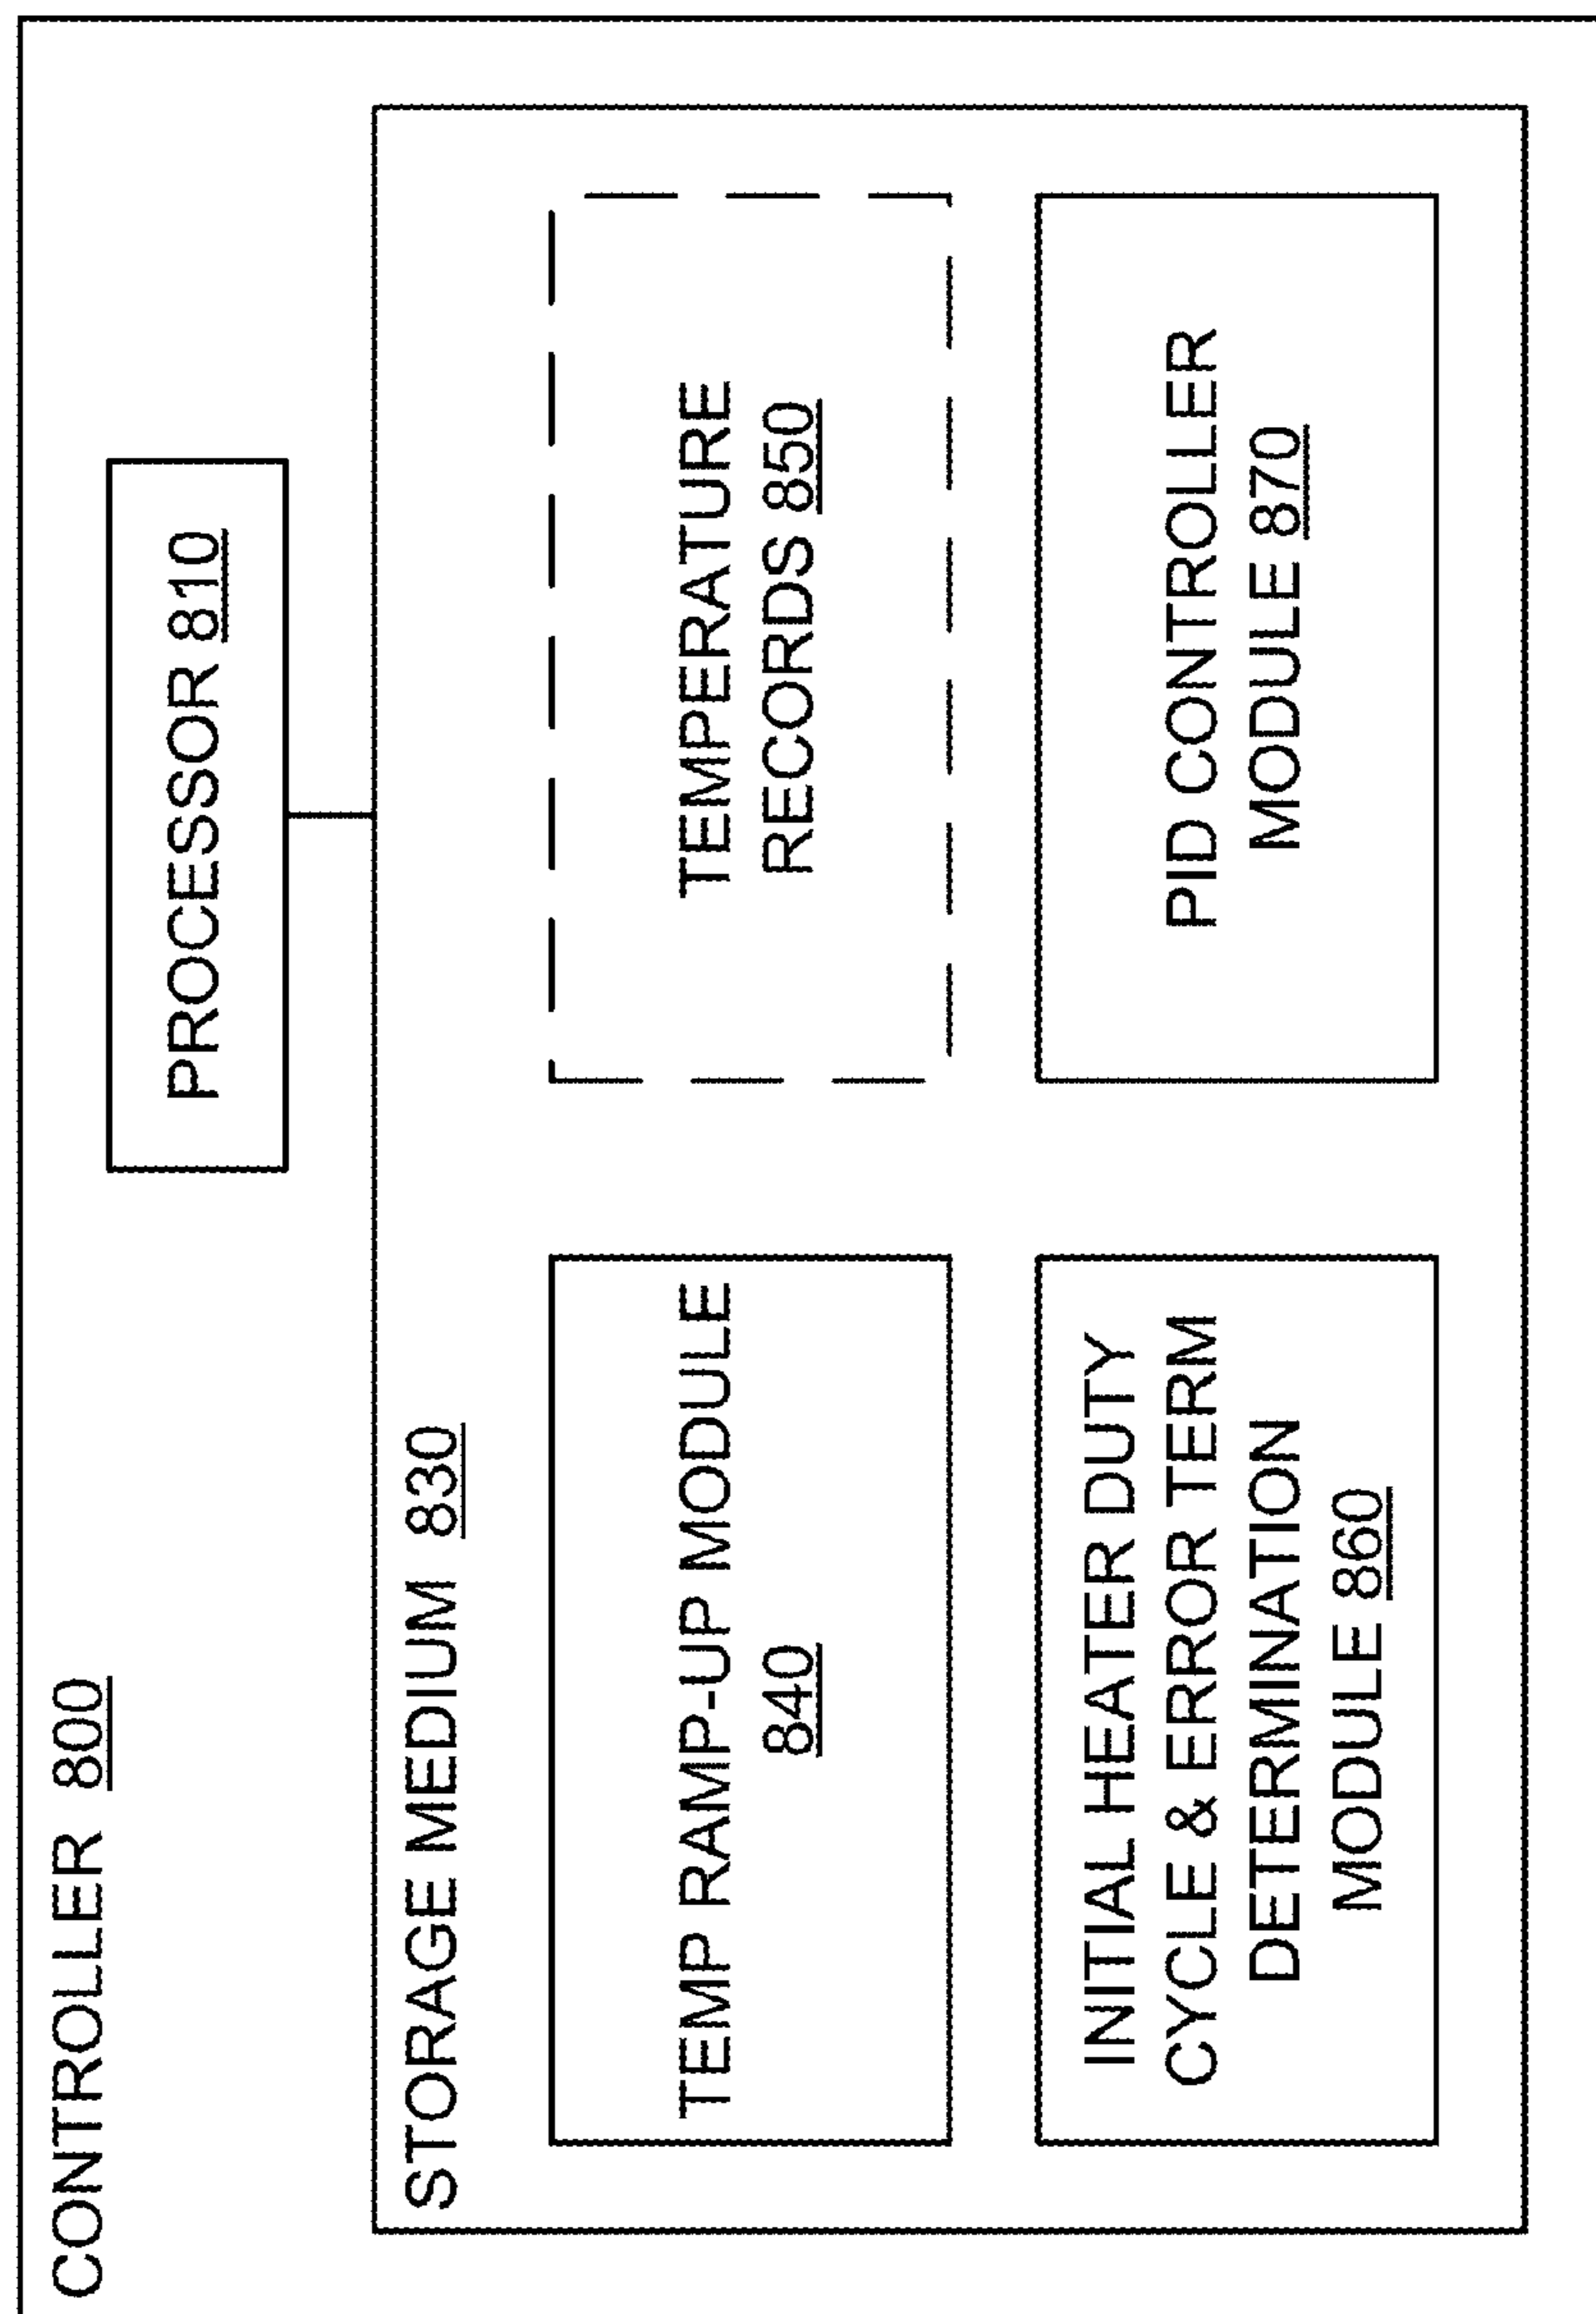 CONTROLLER 800
PROCESSOR 810
STORAGE MEDIUM 830
TEMP RAMP-UP MODULE
840
TEMPERATURE
RECORDS 850
INITIAL HEATER DUTY
CYCLE & ERROR TERM
DETERMINATION
MODULE 860
PID CONTROLLER
MODULE 870